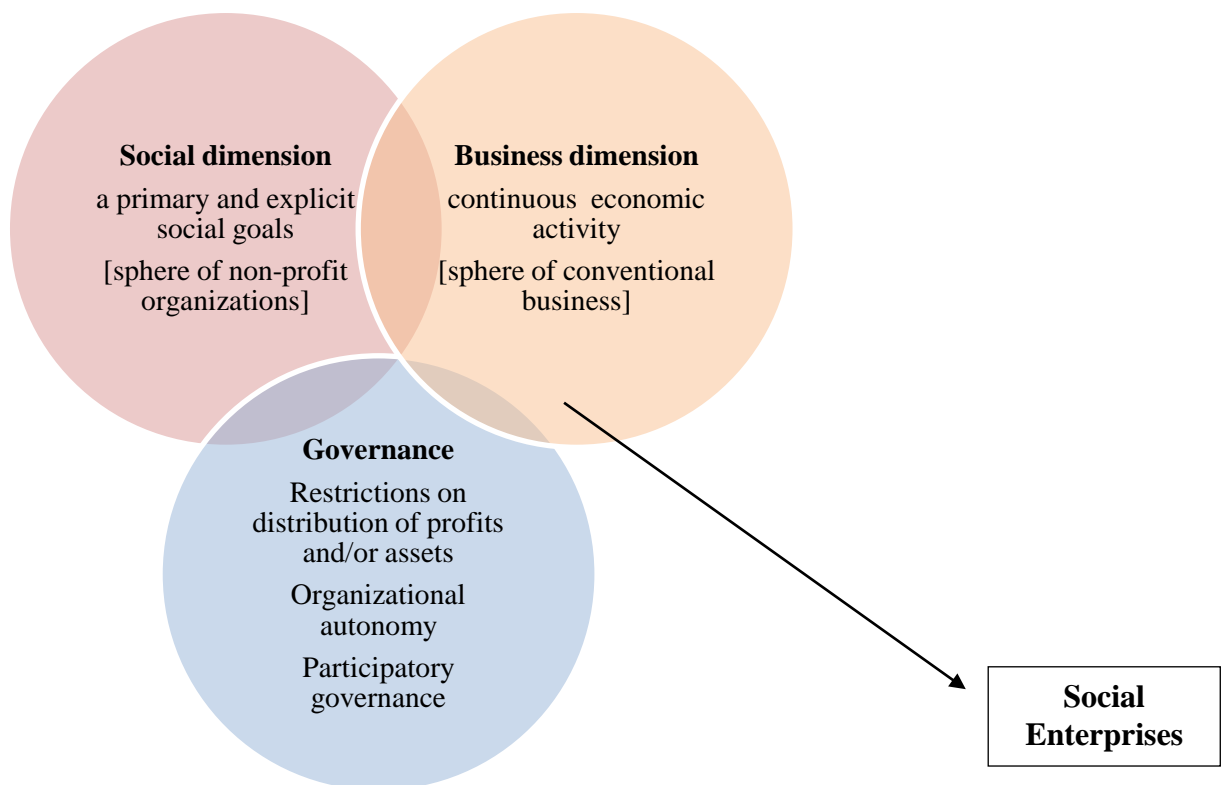 Social dimension
a primary and explicit
social goals
[sphere of non-profit
organizations]
Business dimension
continuous  economic
activity
[sphere of conventional
business]
Governance
Restrictions on
distribution of profits
and/or assets
Organizational
autonomy
Participatory
governance
Social
Enterprises